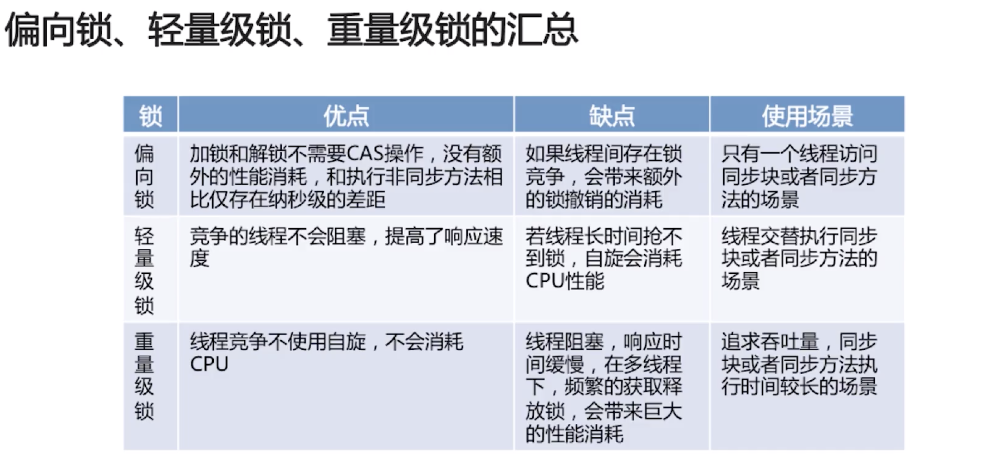 偏向锁、轻量级锁、重量级锁的汇总
锁 优点 缺点 使用场景
偏
向
锁
加锁和解锁不需要CAS操作，没有额
外的性能消耗，和执行非同步方法相
比仅存在纳秒级的差距
如果线程间存在锁
竞争，会带来额外
的锁撤销的消耗
只有一个线程访问
同步块或者同步方
法的场景
轻
量
级
锁
竞争的线程不会阻塞，提高了响应速
度
若线程长时间抢不
到锁，自旋会消耗
CPU性能
线程交替执行同步
块或者同步方法的
场景
重
量
级
锁
线程竞争不使用自旋，不会消耗
CPU
线程阻塞，响应时
间缓慢，在多线程
下，频繁的获取释
放锁，会带来巨大
的性能消耗
追求吞吐量，同步
块或者同步方法执
行时间较长的场景